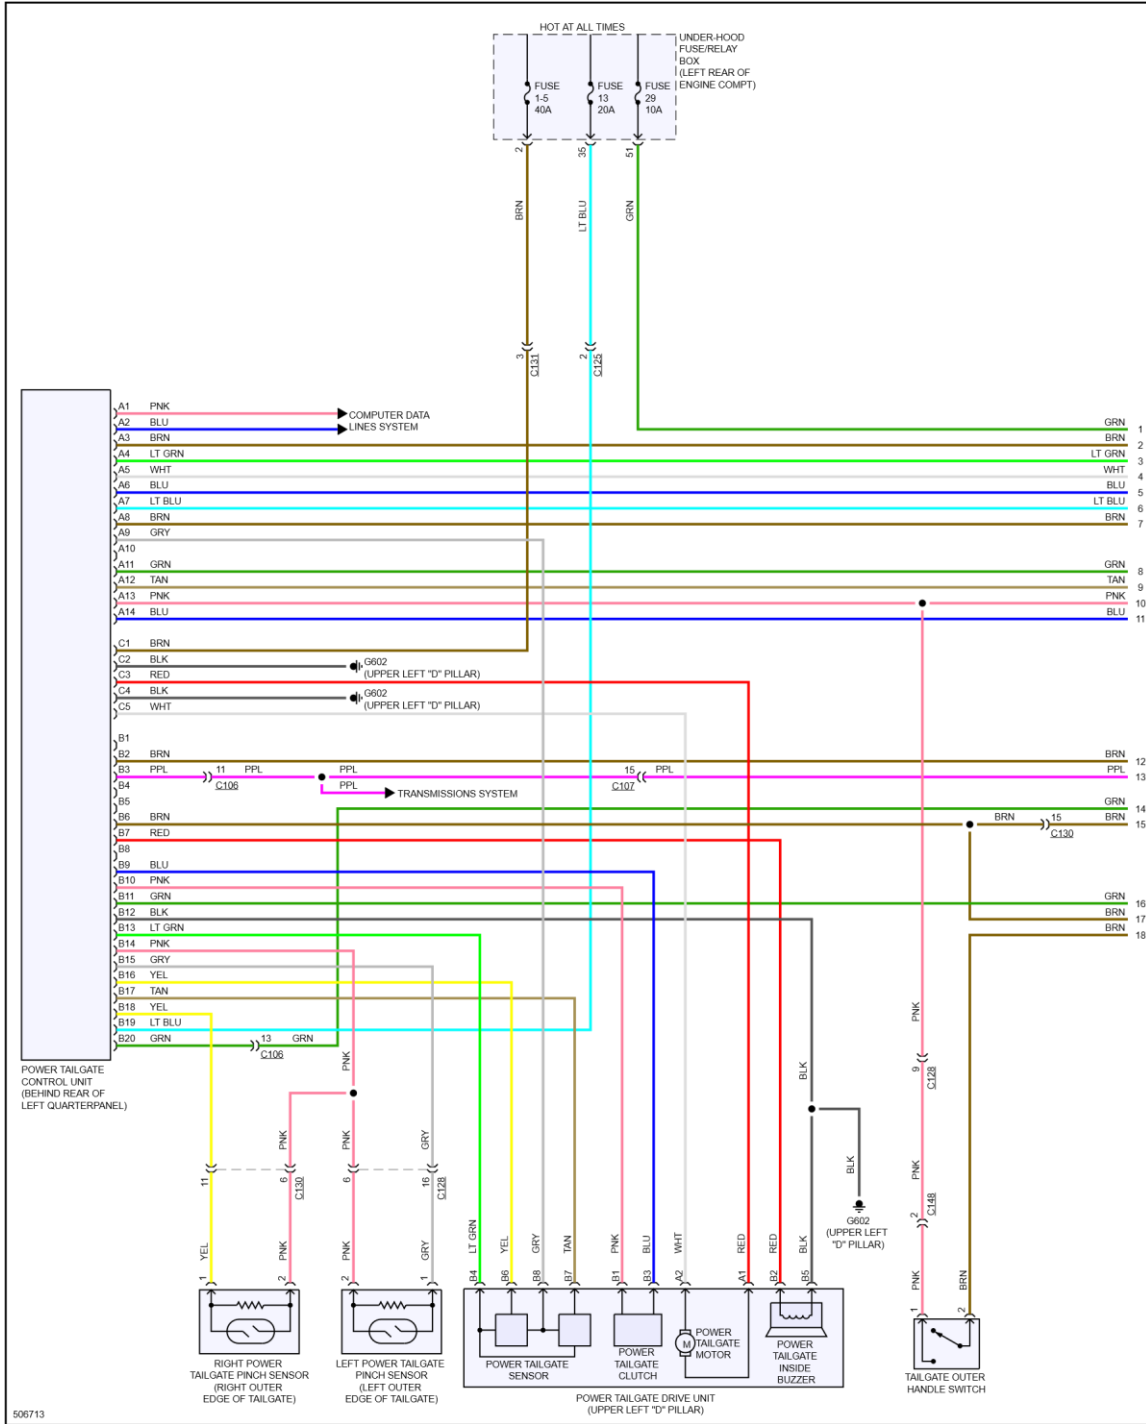 HOT AT ALL TIMES
UNDER-HOOD
FUSE/RELAY
BOX
(LEFT REAR OF
ENGINE COMPT)
FUSE
1-5
40A
FUSE
13
20A
FUSE
29
10A
2
35
51
BRN
LT BLU
GRN
3
C131
2
C125
A1 PNK
COMPUTER DATA
A2 BLU
LINES SYSTEM
GRN 1
A3 BRN
BRN 2
A4 LT GRN
LT GRN 3
A5 WHT
WHT 4
A6 BLU
BLU 5
A7 LT BLU
LT BLU 6
A8 BRN
BRN 7
A9 GRY
A10
A11 GRN
GRN 8
A12 TAN
TAN 9
A13 PNK
PNK 10
A14 BLU
BLU 11
C1 BRN
C2 BLK
G602
(UPPER LEFT "D" PILLAR)
C3 RED
C4 BLK
G602
(UPPER LEFT "D" PILLAR)
C5 WHT
B1
B2 BRN
BRN 12
B3 PPL
11 PPL
C106
PPL
PPL
TRANSMISSIONS SYSTEM
15 PPL
C107
PPL 13
B4
B5
GRN 14
B6 BRN
BRN
15
C130
BRN 15
B7 RED
B8
B9 BLU
B10 PNK
B11 GRN
GRN 16
B12 BLK
BRN 17
B13 LT GRN
BRN 18
B14 PNK
B15 GRY
B16 YEL
B17 TAN
B18 YEL
B19 LT BLU
B20 GRN
13 GRN
C106
POWER TAILGATE
CONTROL UNIT
(BEHIND REAR OF
LEFT QUARTERPANEL)
PNK
BLK
PNK
9
C128
PNK
PNK
GRY
11
6
C130
6
16
C128
BLK
G602
(UPPER LEFT
"D" PILLAR)
PNK
2
C148
YEL
PNK
PNK
GRY
LT GRN
YEL
GRY
TAN
PNK
BLU
WHT
RED
RED
BLK
PNK
BRN
1
2
2
1
B4
B6
B8
B7
B1
B3
A2
A1
B2
B5
1
2
RIGHT POWER
TAILGATE PINCH SENSOR
(RIGHT OUTER
EDGE OF TAILGATE)
LEFT POWER TAILGATE
PINCH SENSOR
(LEFT OUTER
EDGE OF TAILGATE)
POWER TAILGATE
SENSOR
POWER
TAILGATE
CLUTCH
M
POWER
TAILGATE
MOTOR
POWER
TAILGATE
INSIDE
BUZZER
POWER TAILGATE DRIVE UNIT
(UPPER LEFT "D" PILLAR)
TAILGATE OUTER
HANDLE SWITCH
506713